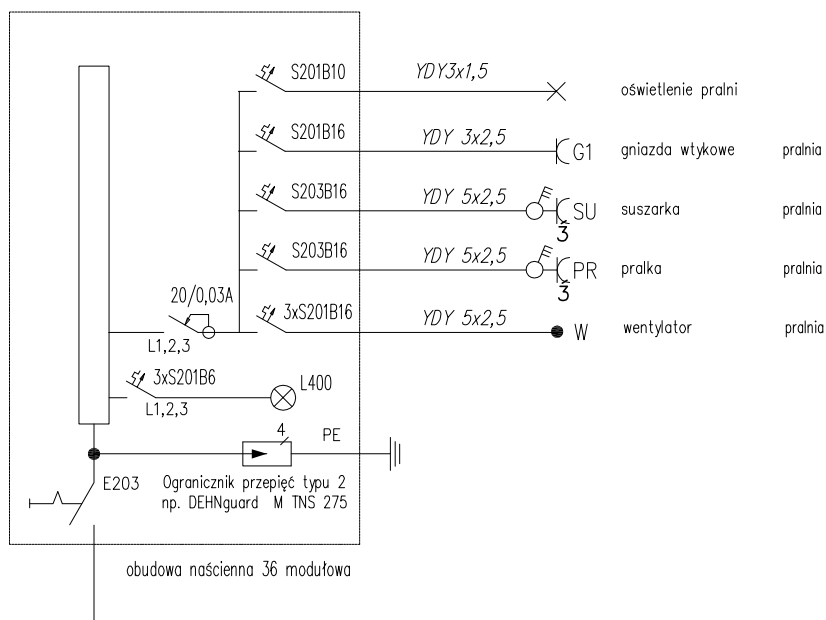 S201B10 YDY3x1,5 oświetlenie pralni
S201B16 YDY 3x2,5 G1 gniazda wtykowe pralnia
S203B16 YDY 5x2,5 SU suszarka pralnia
3
S203B16 YDY 5x2,5 PR pralka pralnia
3
20/0,03A 3xS201B16 YDY 5x2,5 W wentylator pralnia
L1,2,3
3xS201B6 L400
L1,2,3
4 PE
E203 Ogranicznik przepięć typu 2
np. DEHNguard M TNS 275
obudowa naścienna 36 modułowa